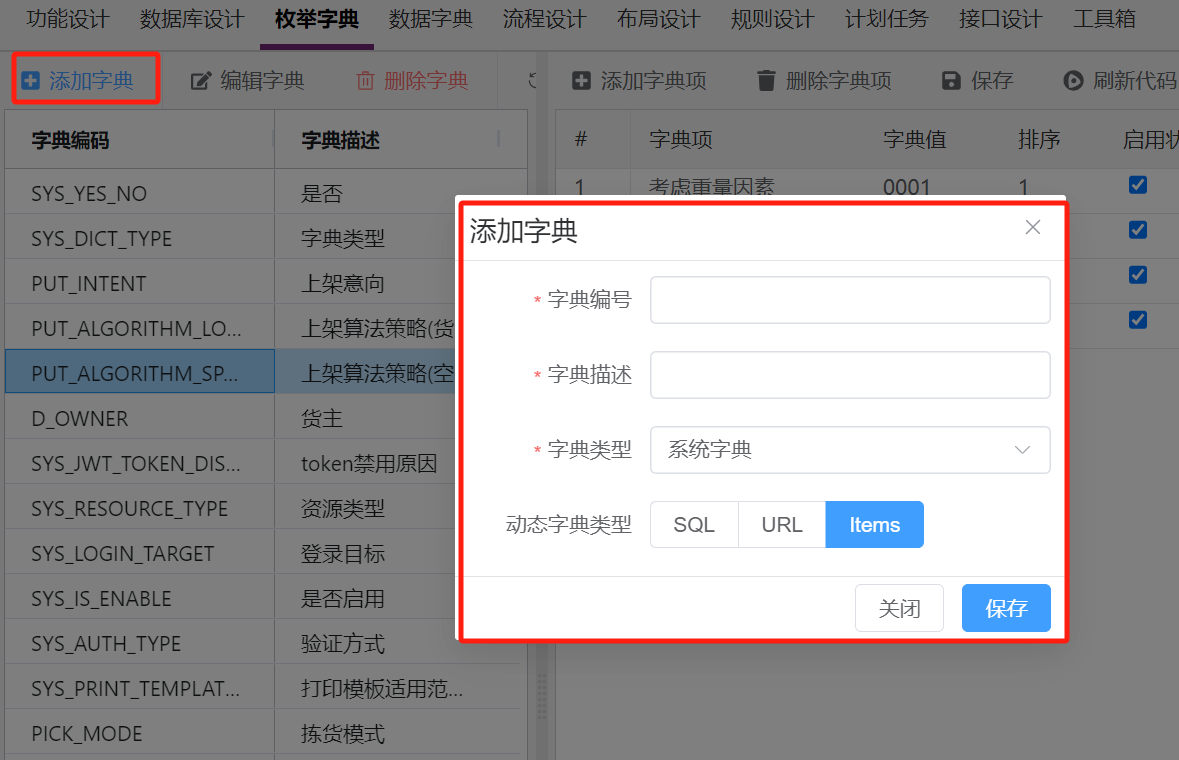 功能设计 数据库设计 枚举字典 数据字典 流程设计 布局设计 规则设计 计划任务 接口设计 工具箱
添加字典 编辑字典 删除字典 添加字典项 删除字典项 保存 刷新代码
字典编码 字典描述 # 字典项 字典值 排序 启用状
SYS_YES_NO 是否 1 考虑重量因素 0001 1
SYS_DICT_TYPE 字典类型
PUT_INTENT 上架意向
PUT_ALGORITHM_LO... 上架算法策略(货
PUT_ALGORITHM_SP... 上架算法策略(空
D_OWNER 货主
SYS_JWT_TOKEN_DIS... token禁用原因
SYS_RESOURCE_TYPE 资源类型
SYS_LOGIN_TARGET 登录目标
SYS_IS_ENABLE 是否启用
SYS_AUTH_TYPE 验证方式
SYS_PRINT_TEMPLAT... 打印模板适用范...
PICK_MODE 拣货模式
添加字典
* 字典编号
* 字典描述
* 字典类型 系统字典
动态字典类型 SQL URL Items
关闭 保存